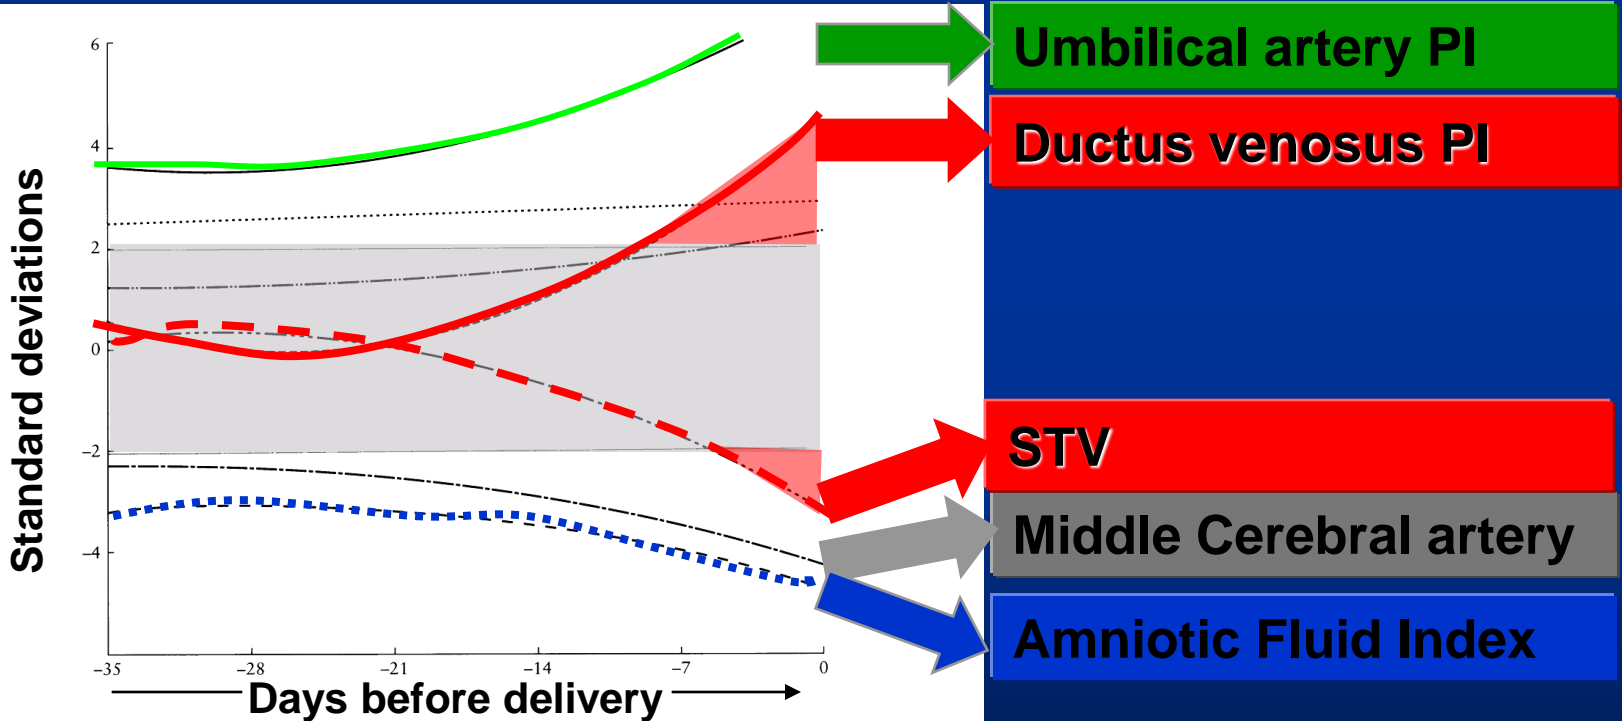 Umbilical artery PI
Ductus venosus PI
STV
Middle Cerebral artery
Amniotic Fluid Index
Standard deviations
6
4
2
0
−2
−4
−35
−28
−21
−14
−7
0
Days before delivery